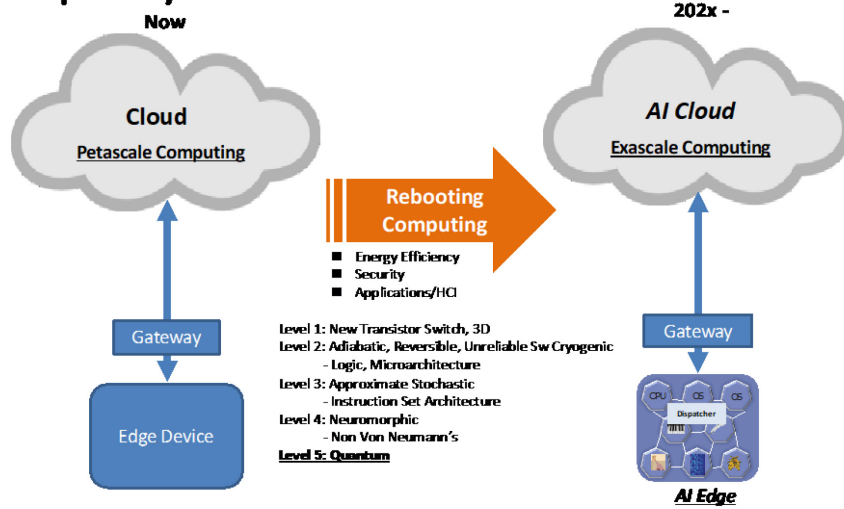 Now
202x -
Cloud
Petascale Computing
AI Cloud
Exascale Computing
Rebooting
Computing
■ Energy Efficiency
■ Security
■ Applications/HCI
Gateway
Edge Device
Level 1: New Transistor Switch, 3D
Level 2: Adiabatic, Reversible, Unreliable Sw Cryogenic
- Logic, Microarchitecture
Level 3: Approximate Stochastic
- Instruction Set Architecture
Level 4: Neuromorphic
- Non Von Neumann's
Level 5: Quantum
Gateway
CPU OS OS
Dispatcher
AI Edge